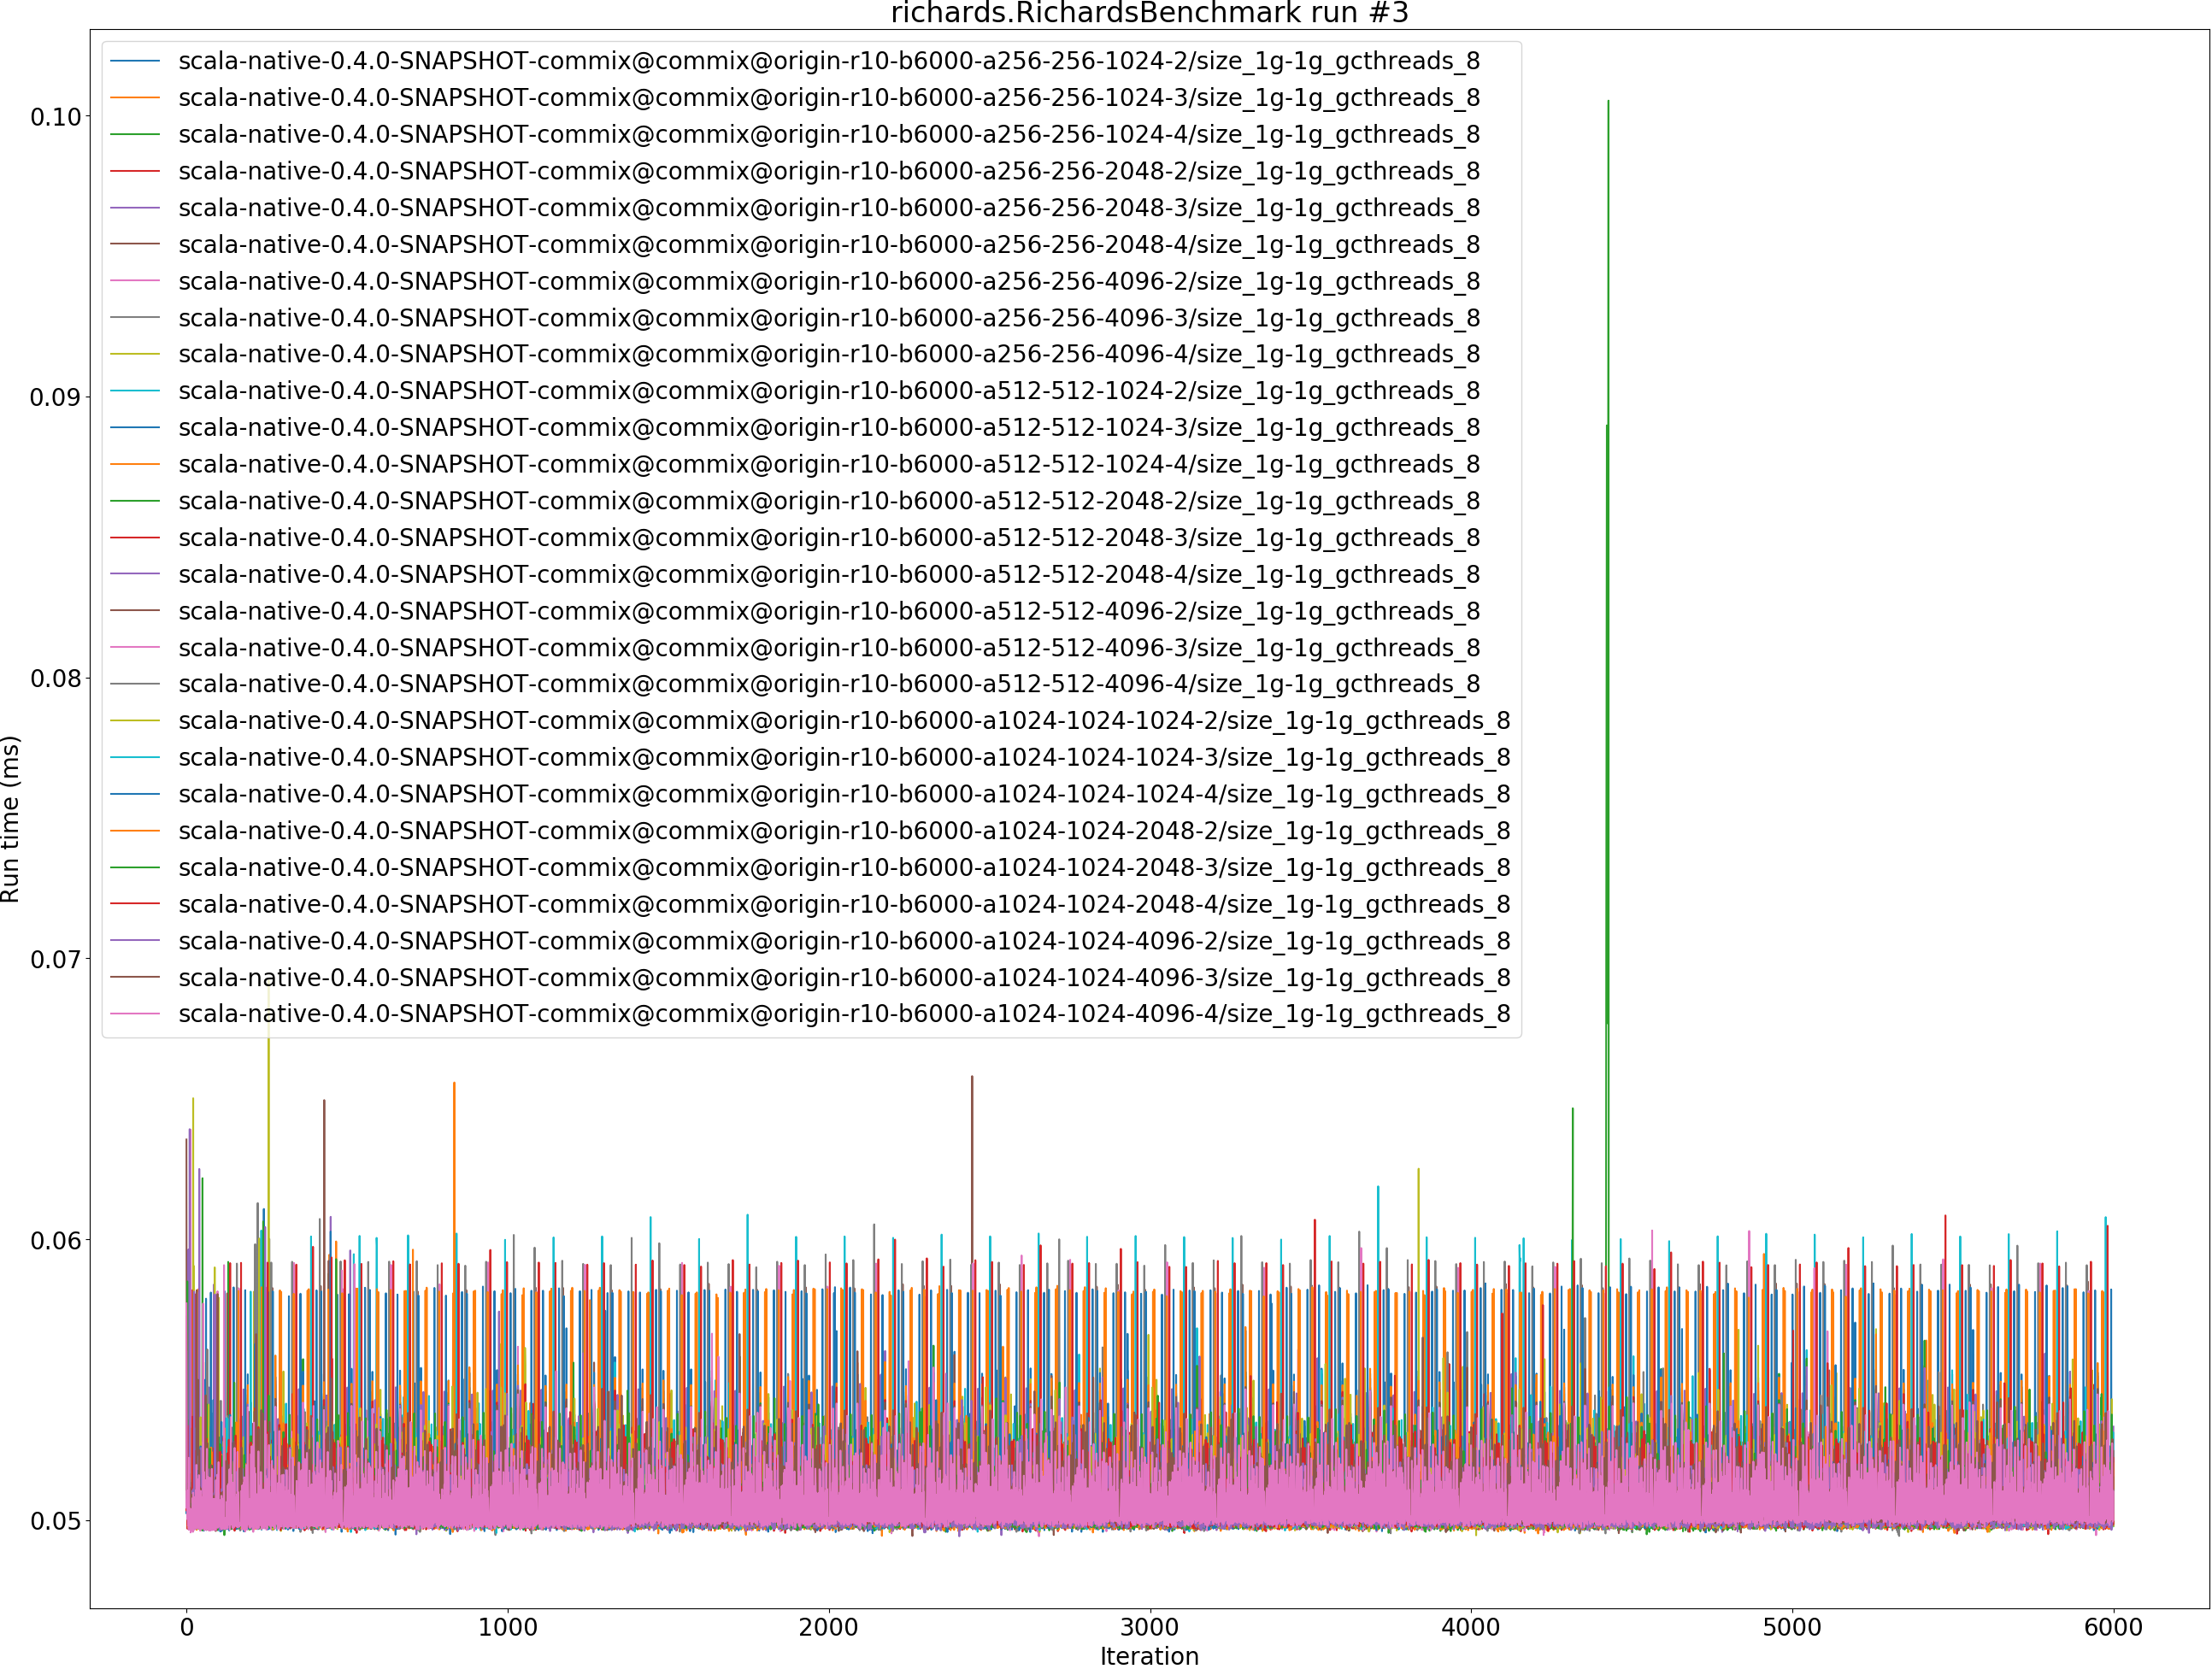 richards.RichardsBenchmark run #3
scala-native-0.4.0-SNAPSHOT-commix@commix@origin-r10-b6000-a256-256-1024-2/size_1g-1g_gcthreads_8
scala-native-0.4.0-SNAPSHOT-commix@commix@origin-r10-b6000-a256-256-1024-3/size_1g-1g_gcthreads_8
scala-native-0.4.0-SNAPSHOT-commix@commix@origin-r10-b6000-a256-256-1024-4/size_1g-1g_gcthreads_8
scala-native-0.4.0-SNAPSHOT-commix@commix@origin-r10-b6000-a256-256-2048-2/size_1g-1g_gcthreads_8
scala-native-0.4.0-SNAPSHOT-commix@commix@origin-r10-b6000-a256-256-2048-3/size_1g-1g_gcthreads_8
scala-native-0.4.0-SNAPSHOT-commix@commix@origin-r10-b6000-a256-256-2048-4/size_1g-1g_gcthreads_8
scala-native-0.4.0-SNAPSHOT-commix@commix@origin-r10-b6000-a256-256-4096-2/size_1g-1g_gcthreads_8
scala-native-0.4.0-SNAPSHOT-commix@commix@origin-r10-b6000-a256-256-4096-3/size_1g-1g_gcthreads_8
scala-native-0.4.0-SNAPSHOT-commix@commix@origin-r10-b6000-a256-256-4096-4/size_1g-1g_gcthreads_8
scala-native-0.4.0-SNAPSHOT-commix@commix@origin-r10-b6000-a512-512-1024-2/size_1g-1g_gcthreads_8
scala-native-0.4.0-SNAPSHOT-commix@commix@origin-r10-b6000-a512-512-1024-3/size_1g-1g_gcthreads_8
scala-native-0.4.0-SNAPSHOT-commix@commix@origin-r10-b6000-a512-512-1024-4/size_1g-1g_gcthreads_8
scala-native-0.4.0-SNAPSHOT-commix@commix@origin-r10-b6000-a512-512-2048-2/size_1g-1g_gcthreads_8
scala-native-0.4.0-SNAPSHOT-commix@commix@origin-r10-b6000-a512-512-2048-3/size_1g-1g_gcthreads_8
scala-native-0.4.0-SNAPSHOT-commix@commix@origin-r10-b6000-a512-512-2048-4/size_1g-1g_gcthreads_8
scala-native-0.4.0-SNAPSHOT-commix@commix@origin-r10-b6000-a512-512-4096-2/size_1g-1g_gcthreads_8
scala-native-0.4.0-SNAPSHOT-commix@commix@origin-r10-b6000-a512-512-4096-3/size_1g-1g_gcthreads_8
scala-native-0.4.0-SNAPSHOT-commix@commix@origin-r10-b6000-a512-512-4096-4/size_1g-1g_gcthreads_8
scala-native-0.4.0-SNAPSHOT-commix@commix@origin-r10-b6000-a1024-1024-1024-2/size_1g-1g_gcthreads_8
scala-native-0.4.0-SNAPSHOT-commix@commix@origin-r10-b6000-a1024-1024-1024-3/size_1g-1g_gcthreads_8
scala-native-0.4.0-SNAPSHOT-commix@commix@origin-r10-b6000-a1024-1024-1024-4/size_1g-1g_gcthreads_8
scala-native-0.4.0-SNAPSHOT-commix@commix@origin-r10-b6000-a1024-1024-2048-2/size_1g-1g_gcthreads_8
scala-native-0.4.0-SNAPSHOT-commix@commix@origin-r10-b6000-a1024-1024-2048-3/size_1g-1g_gcthreads_8
scala-native-0.4.0-SNAPSHOT-commix@commix@origin-r10-b6000-a1024-1024-2048-4/size_1g-1g_gcthreads_8
scala-native-0.4.0-SNAPSHOT-commix@commix@origin-r10-b6000-a1024-1024-4096-2/size_1g-1g_gcthreads_8
scala-native-0.4.0-SNAPSHOT-commix@commix@origin-r10-b6000-a1024-1024-4096-3/size_1g-1g_gcthreads_8
scala-native-0.4.0-SNAPSHOT-commix@commix@origin-r10-b6000-a1024-1024-4096-4/size_1g-1g_gcthreads_8
0.10
0.09
0.08
0.07
0.06
0.05
Run time (ms)
0 1000 2000 3000 4000 5000 6000
Iteration